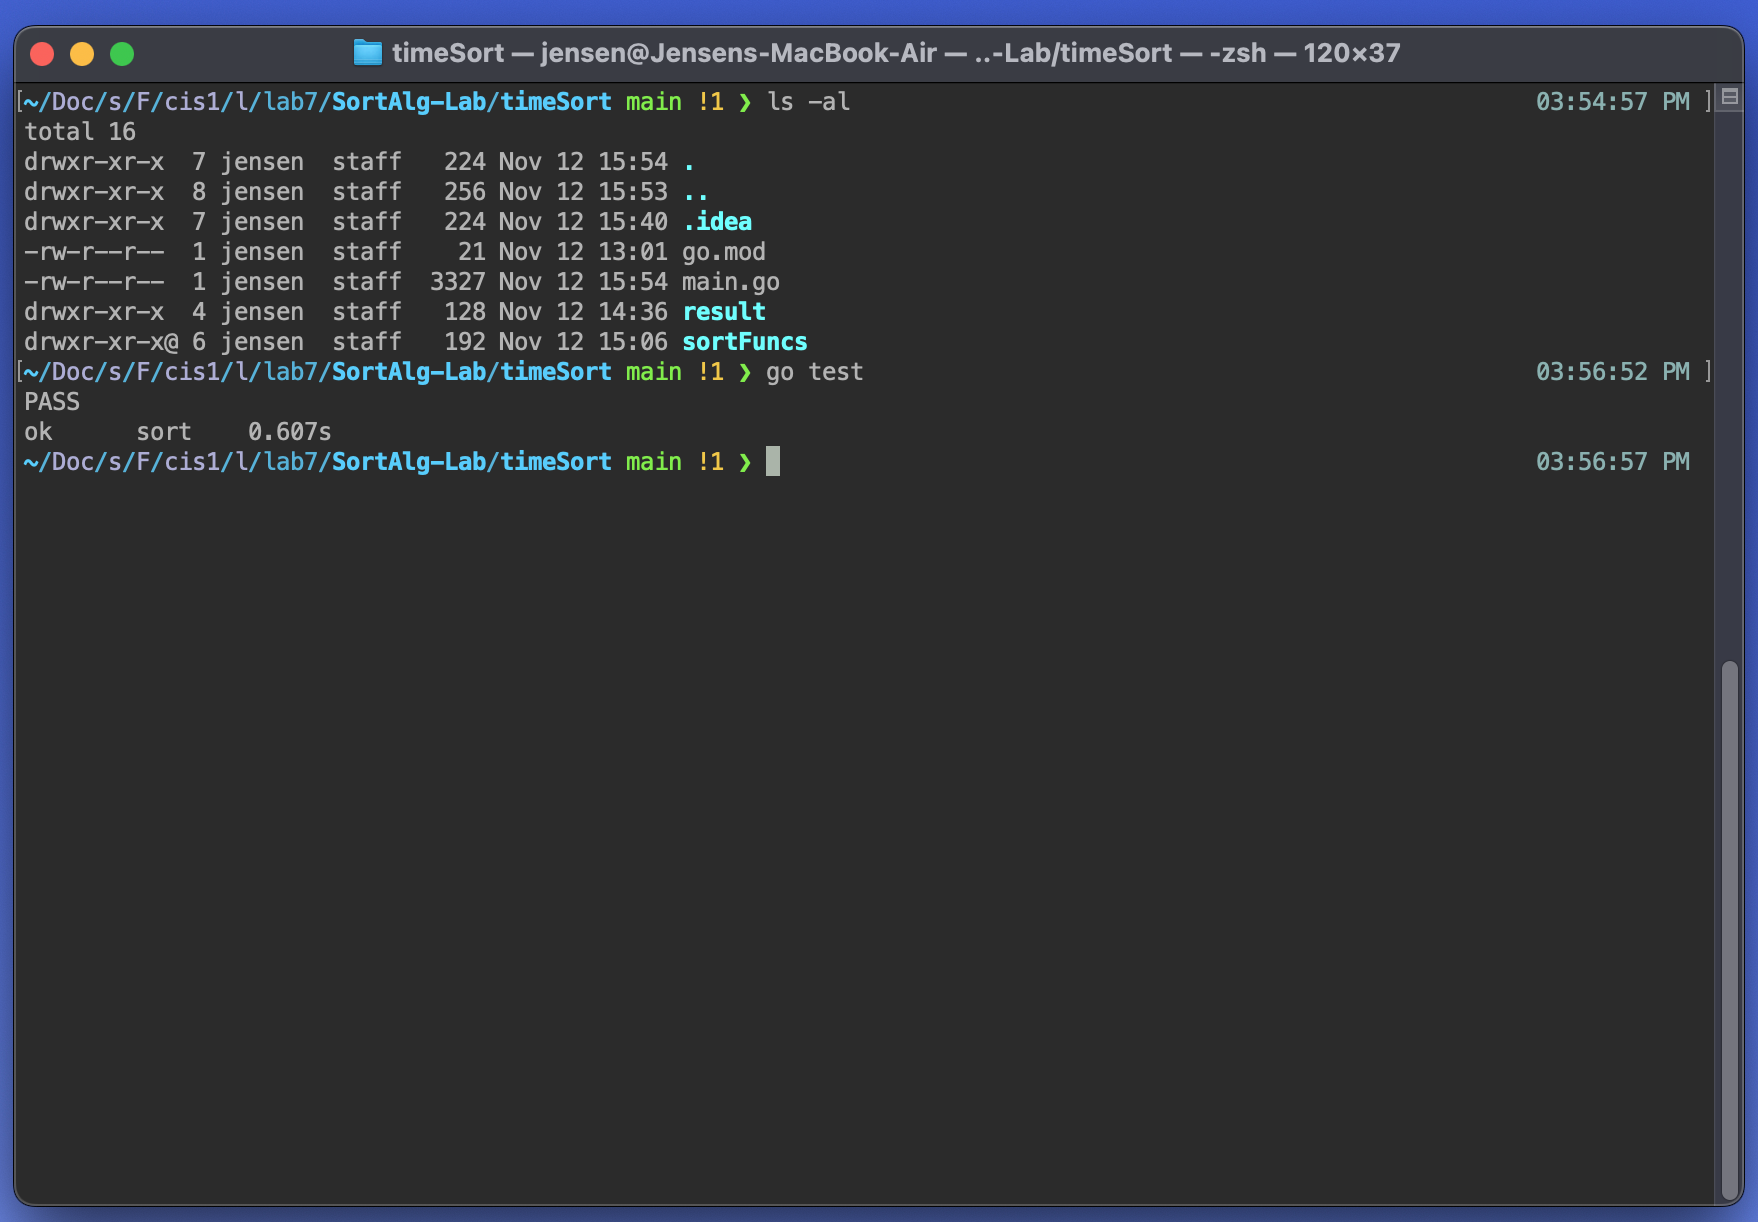 timeSort — jensen@Jensens-MacBook-Air — ..-Lab/timeSort — -zsh — 120×37
[~/Doc/s/F/cis1/l/lab7/SortAlg-Lab/timeSort main !1 ❯ ls -al 03:54:57 PM ]
total 16
drwxr-xr-x  7 jensen  staff   224 Nov 12 15:54 .
drwxr-xr-x  8 jensen  staff   256 Nov 12 15:53 ..
drwxr-xr-x  7 jensen  staff   224 Nov 12 15:40 .idea
-rw-r--r--  1 jensen  staff    21 Nov 12 13:01 go.mod
-rw-r--r--  1 jensen  staff  3327 Nov 12 15:54 main.go
drwxr-xr-x  4 jensen  staff   128 Nov 12 14:36 result
drwxr-xr-x@ 6 jensen  staff   192 Nov 12 15:06 sortFuncs
[~/Doc/s/F/cis1/l/lab7/SortAlg-Lab/timeSort main !1 ❯ go test 03:56:52 PM ]
PASS
ok      sort    0.607s
~/Doc/s/F/cis1/l/lab7/SortAlg-Lab/timeSort main !1 ❯ 03:56:57 PM